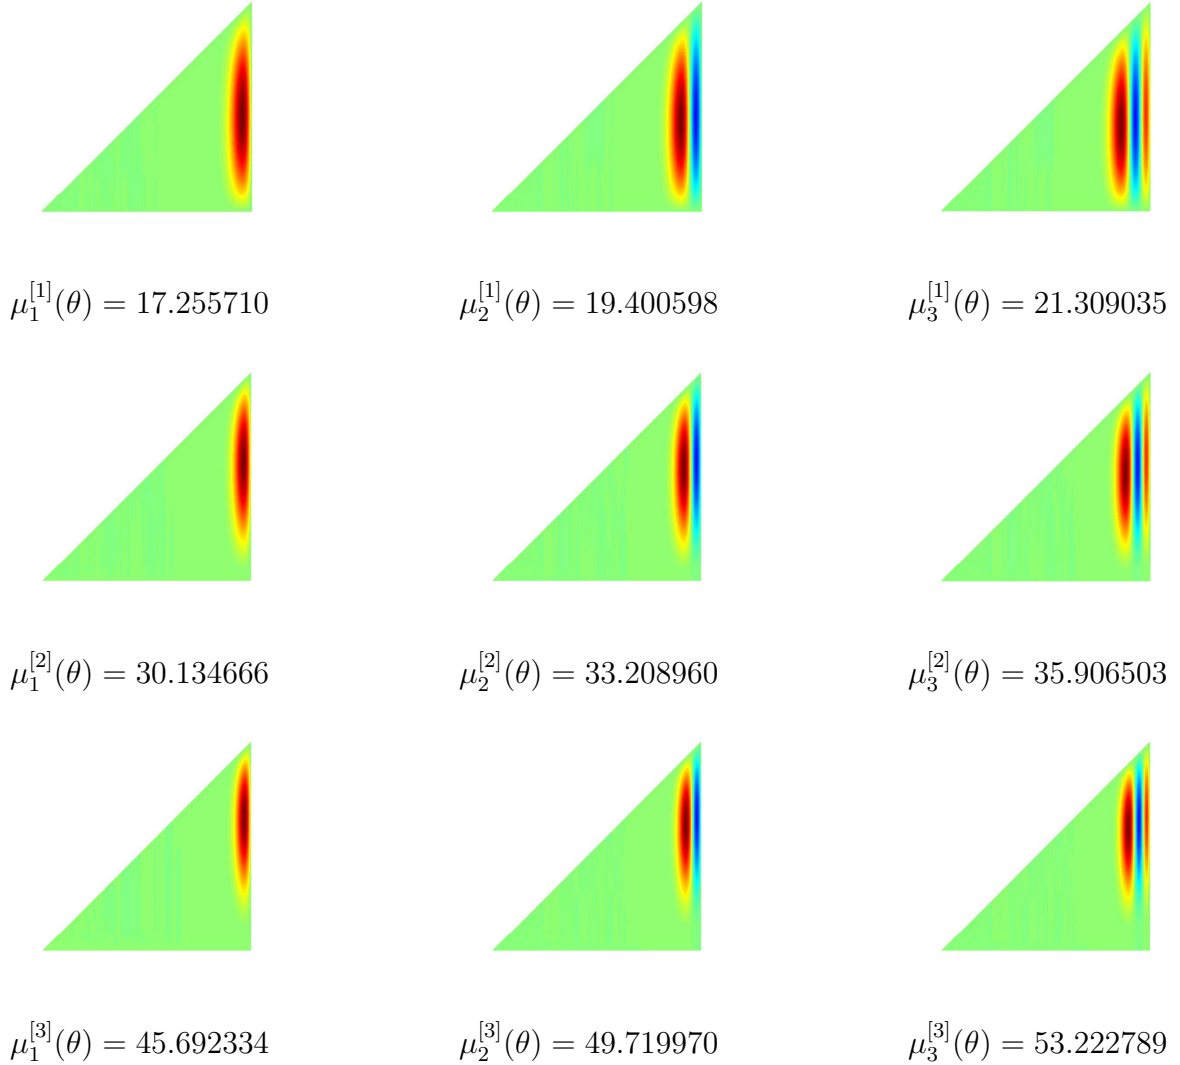 μ_1^{[1]}(θ) = 17.255710 μ_2^{[1]}(θ) = 19.400598 μ_3^{[1]}(θ) = 21.309035
μ_1^{[2]}(θ) = 30.134666 μ_2^{[2]}(θ) = 33.208960 μ_3^{[2]}(θ) = 35.906503
μ_1^{[3]}(θ) = 45.692334 μ_2^{[3]}(θ) = 49.719970 μ_3^{[3]}(θ) = 53.222789